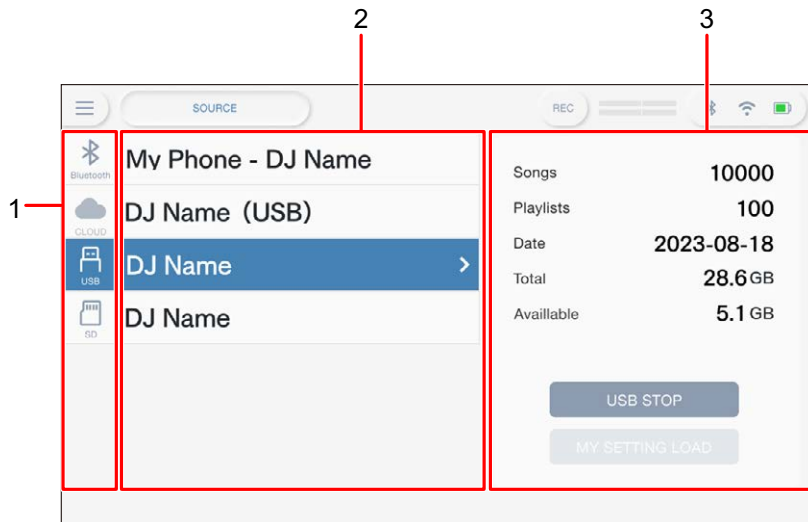 2
3
SOURCE
REC
1
Bluetooth
My Phone - DJ Name
CLOUD
DJ Name (USB)
USB
DJ Name
SD
DJ Name
Songs 10000
Playlists 100
Date 2023-08-18
Total 28.6GB
Availlable 5.1 GB
USB STOP
MY SETTING LOAD